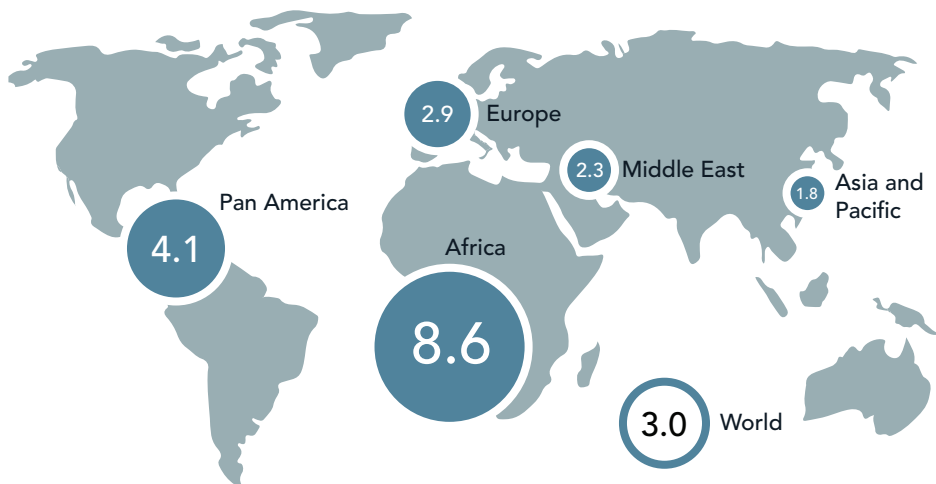 2.9
Europe
2.3
Middle East
1.8
Asia and
Pacific
Pan America
4.1
Africa
8.6
3.0
World